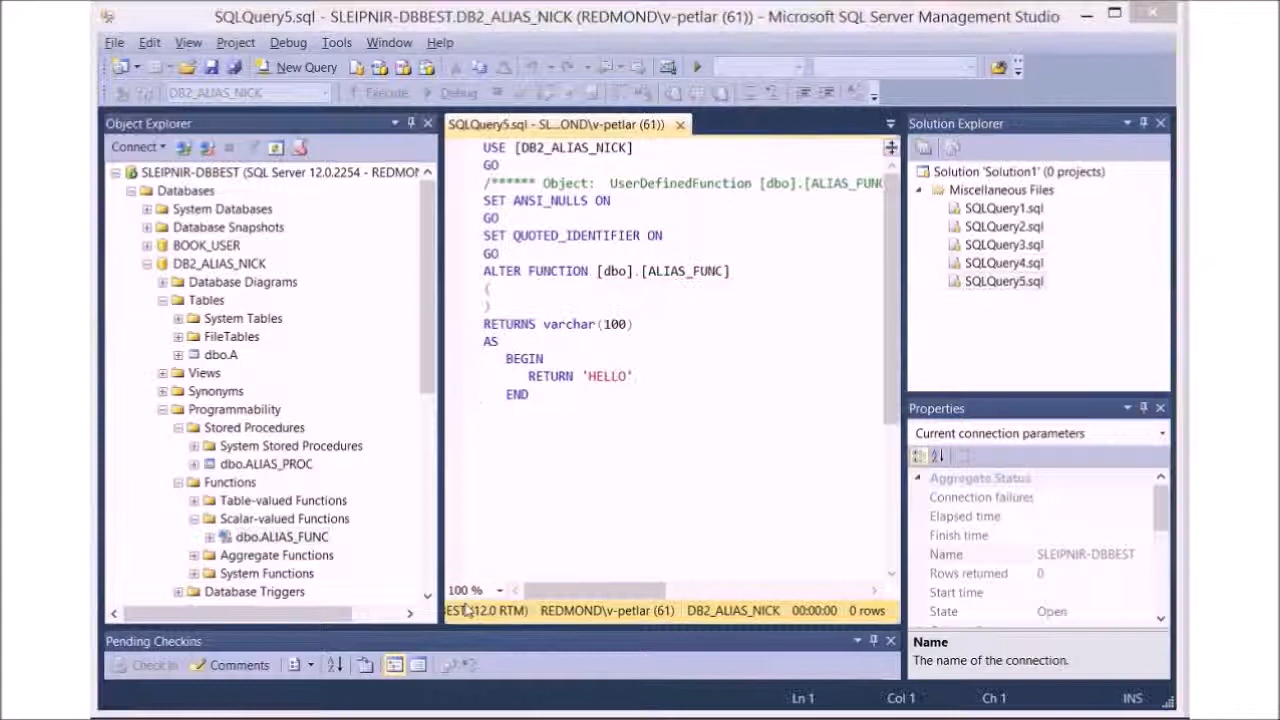 SQLQuery5.sql - SLEIPNIR-DBBEST.DB2_ALIAS_NICK (REDMOND\v-petlar (61)) - Microsoft SQL Server Management Studio
File Edit View Project Debug Tools Window Help
New Query
DB2_ALIAS_NICK Execute Debug
Object Explorer
Connect
SLEIPNIR-DBBEST (SQL Server 12.0.2254 - REDMON
Databases
System Databases
Database Snapshots
BOOK_USER
DB2_ALIAS_NICK
Database Diagrams
Tables
System Tables
FileTables
dbo.A
Views
Synonyms
Programmability
Stored Procedures
System Stored Procedures
dbo.ALIAS_PROC
Functions
Table-valued Functions
Scalar-valued Functions
dbo.ALIAS_FUNC
Aggregate Functions
System Functions
Database Triggers
SQLQuery5.sql - SL...OND\v-petlar (61))
USE [DB2_ALIAS_NICK]
GO
/****** Object: UserDefinedFunction [dbo].[ALIAS_FUNC
SET ANSI_NULLS ON
GO
SET QUOTED_IDENTIFIER ON
GO
ALTER FUNCTION [dbo].[ALIAS_FUNC]
(
)
RETURNS varchar(100)
AS
BEGIN
RETURN 'HELLO'
END
100 %
(12.0 RTM) REDMOND\v-petlar (61) DB2_ALIAS_NICK 00:00:00 0 rows
Solution Explorer
Solution 'Solution1' (0 projects)
Miscellaneous Files
SQLQuery1.sql
SQLQuery2.sql
SQLQuery3.sql
SQLQuery4.sql
SQLQuery5.sql
Properties
Current connection parameters
Aggregate Status
Connection failures
Elapsed time
Finish time
Name SLEIPNIR-DBBEST
Rows returned 0
Start time
State Open
Name
The name of the connection.
Pending Checkins
Check In Comments
Ln 1 Col 1 Ch 1 INS